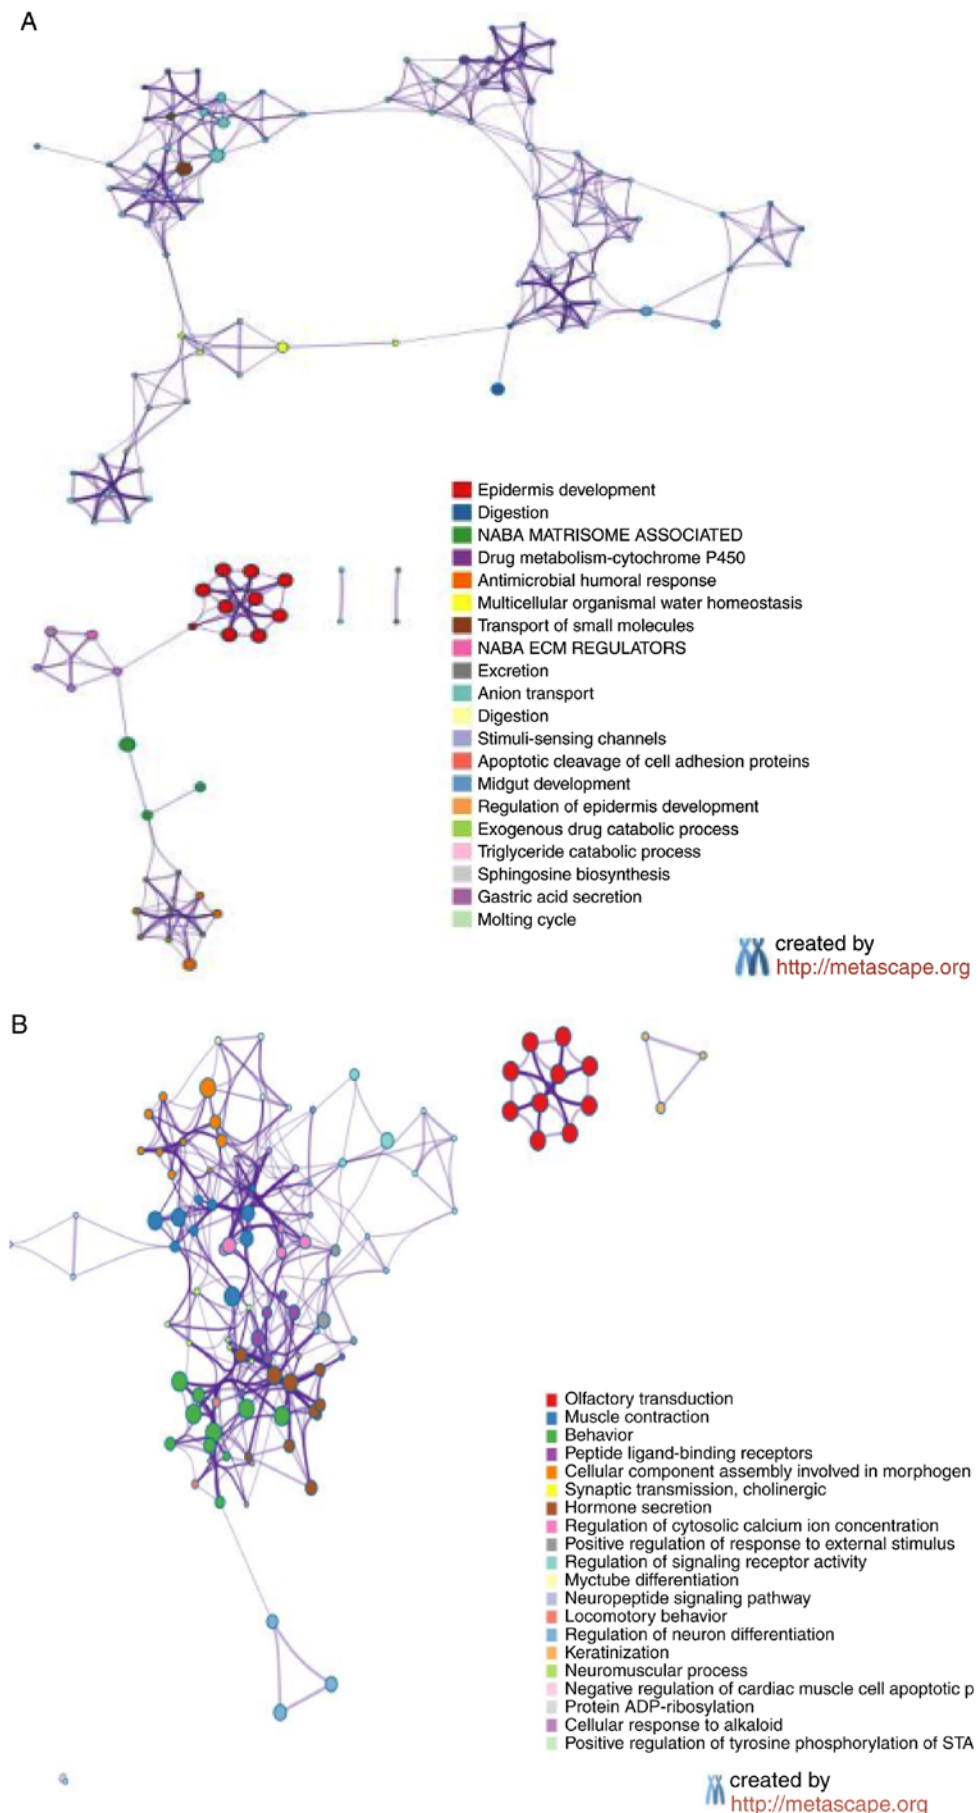 A
Epidermis development
Digestion
NABA MATRISOME ASSOCIATED
Drug metabolism-cytochrome P450
Antimicrobial humoral response
Multicellular organismal water homeostasis
Transport of small molecules
NABA ECM REGULATORS
Excretion
Anion transport
Digestion
Stimuli-sensing channels
Apoptotic cleavage of cell adhesion proteins
Midgut development
Regulation of epidermis development
Exogenous drug catabolic process
Triglyceride catabolic process
Sphingosine biosynthesis
Gastric acid secretion
Molting cycle
created by
http://metascape.org
B
Olfactory transduction
Muscle contraction
Behavior
Peptide ligand-binding receptors
Cellular component assembly involved in morphogen
Synaptic transmission, cholinergic
Hormone secretion
Regulation of cytosolic calcium ion concentration
Positive regulation of response to external stimulus
Regulation of signaling receptor activity
Myctube differentiation
Neuropeptide signaling pathway
Locomotory behavior
Regulation of neuron differentiation
Keratinization
Neuromuscular process
Negative regulation of cardiac muscle cell apoptotic p
Protein ADP-ribosylation
Cellular response to alkaloid
Positive regulation of tyrosine phosphorylation of STA
created by
http://metascape.org